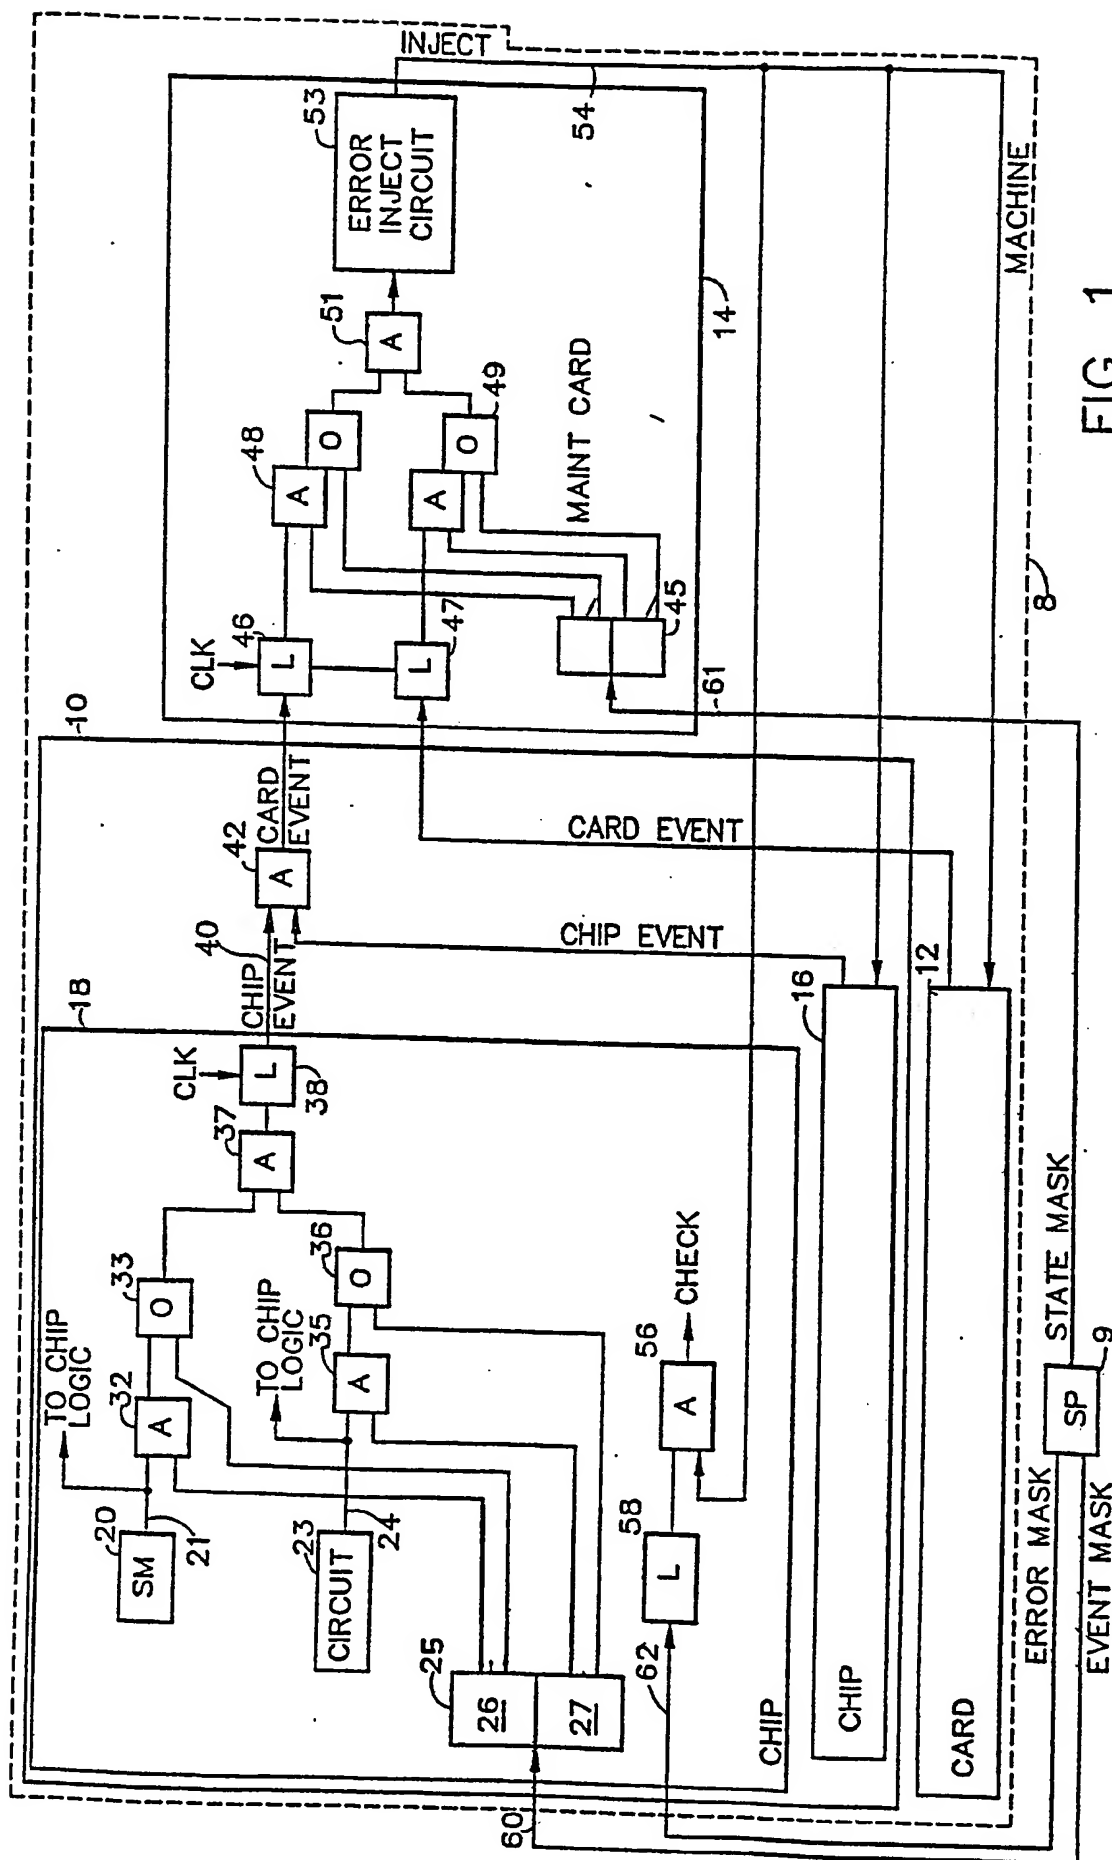 INJECT
53
ERROR
INJECT
CIRCUIT
54
MACHINE
51
A
14
MAINT CARD
49
O
O
48
A
A
CLK
46
L
47
L
45
61
8
10
CARD
EVENT
42
A
CARD EVENT
CHIP EVENT
40
CHIP
EVENT
18
CLK
L
38
37
A
16
12
33
O
36
O
TO CHIP
LOGIC
32
A
TO CHIP
LOGIC
35
A
CHECK
56
A
58
L
20
SM
21
23
CIRCUIT
24
25
26
27
62
60
CHIP
CHIP
CARD
STATE MASK
ERROR MASK
EVENT MASK
SP
9
FIG. 1